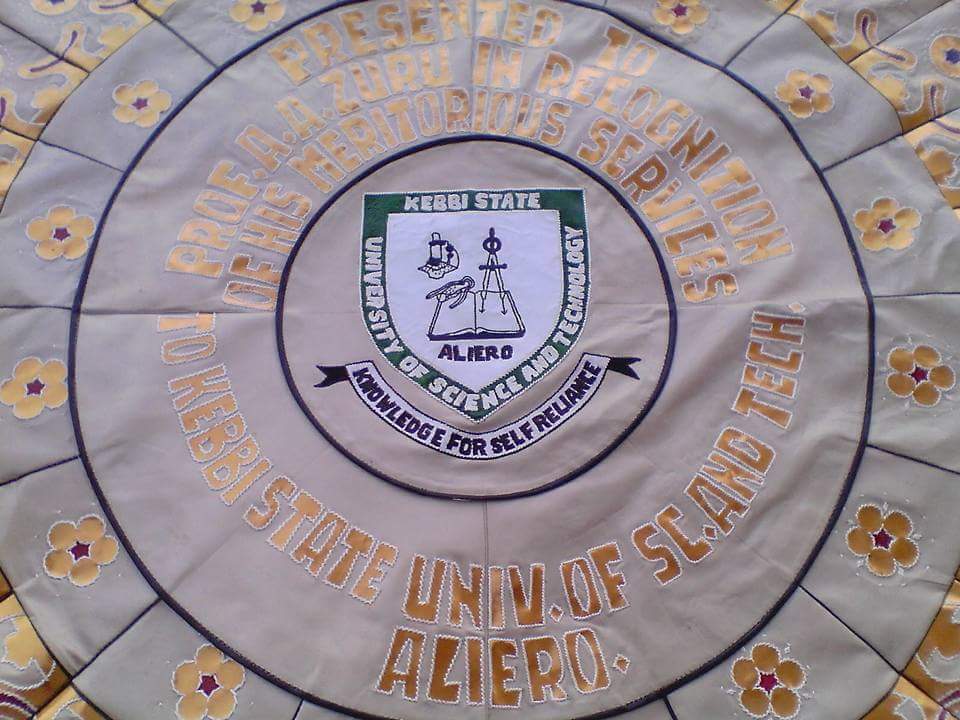 PRESENTED TO
PROF. A. A. ZURU IN RECOGNITION
OF HIS MERITORIOUS SERVICES
TO KEBBI STATE UNIV. OF SC. AND TECH.
ALIERO.
KEBBI STATE
UNIVERSITY OF SCIENCE AND TECHNOLOGY
ALIERO
KNOWLEDGE FOR SELF RELIANCE